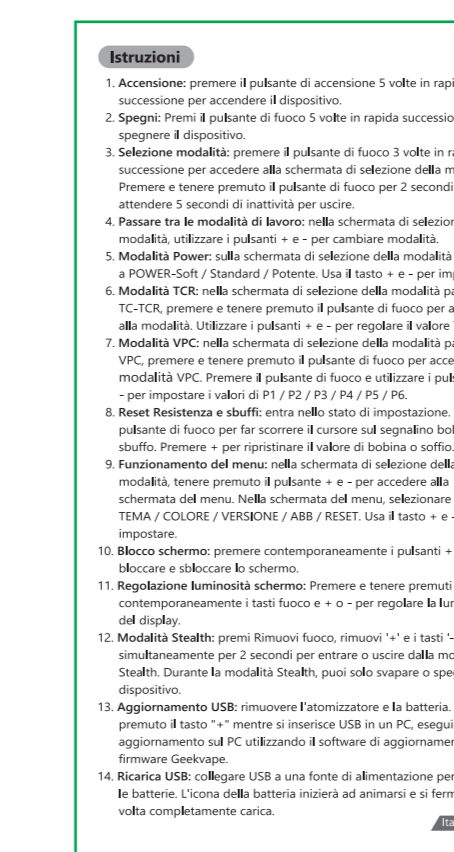 Istruzioni
1. Accensione: premere il pulsante di accensione 5 volte in rapi
successione per accendere il dispositivo.
2. Spegni: Premi il pulsante di fuoco 5 volte in rapida successio
spegnere il dispositivo.
3. Selezione modalità: premere il pulsante di fuoco 3 volte in ra
successione per accedere alla schermata di selezione della m
Premere e tenere premuto il pulsante di fuoco per 2 secondi
attendere 5 secondi di inattività per uscire.
4. Passare tra le modalità di lavoro: nella schermata di selezion
modalità, utilizzare i pulsanti + e - per cambiare modalità.
5. Modalità Power: sulla schermata di selezione della modalità
a POWER-Soft / Standard / Potente. Usa il tasto + e - per imp
6. Modalità TCR: nella schermata di selezione della modalità pa
TC-TCR, premere e tenere premuto il pulsante di fuoco per a
alla modalità. Utilizzare i pulsanti + e - per regolare il valore
7. Modalità VPC: nella schermata di selezione della modalità pa
VPC, premere e tenere premuto il pulsante di fuoco per acce
modalità VPC. Premere il pulsante di fuoco e utilizzare i puls
- per impostare i valori di P1 / P2 / P3 / P4 / P5 / P6.
8. Reset Resistenza e sbuffi: entra nello stato di impostazione.
pulsante di fuoco per far scorrere il cursore sul segnalino bol
sbuffo. Premere + per ripristinare il valore di bobina o soffio.
9. Funzionamento del menu: nella schermata di selezione della
modalità, tenere premuto il pulsante + e - per accedere alla
schermata del menu. Nella schermata del menu, selezionare
TEMA / COLORE / VERSIONE / ABB / RESET. Usa il tasto + e -
impostare.
10. Blocco schermo: premere contemporaneamente i pulsanti +
bloccare e sbloccare lo schermo.
11. Regolazione luminosità schermo: Premere e tenere premuti
contemporaneamente i tasti fuoco e + o - per regolare la lum
del display.
12. Modalità Stealth: premi Rimuovi fuoco, rimuovi '+' e i tasti '-
simultaneamente per 2 secondi per entrare o uscire dalla mo
Stealth. Durante la modalità Stealth, puoi solo svapare o speg
dispositivo.
13. Aggiornamento USB: rimuovere l'atomizzatore e la batteria.
premuto il tasto "+" mentre si inserisce USB in un PC, esegui
aggiornamento sul PC utilizzando il software di aggiornamen
firmware Geekvape.
14. Ricarica USB: collegare USB a una fonte di alimentazione per
le batterie. L'icona della batteria inizierà ad animarsi e si ferm
volta completamente carica.
Ita